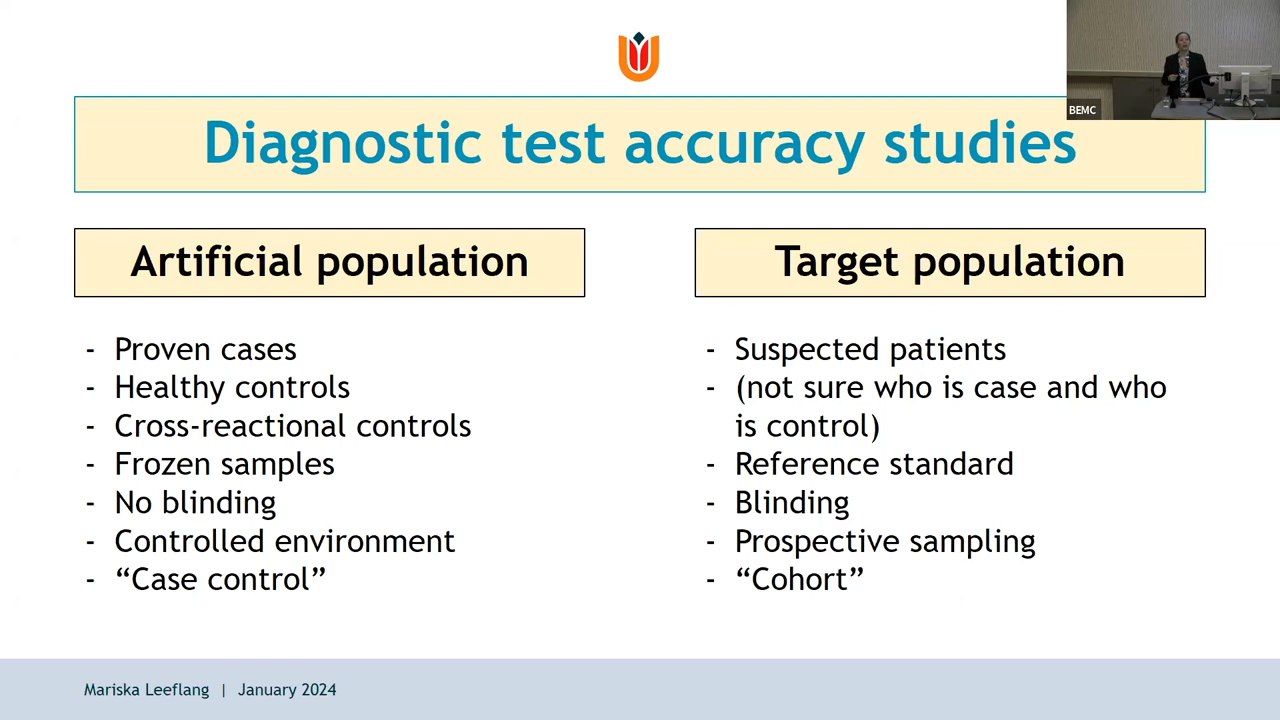 BEMC
Diagnostic test accuracy studies
Artificial population
- Proven cases
- Healthy controls
- Cross-reactional controls
- Frozen samples
- No blinding
- Controlled environment
- “Case control”
Target population
- Suspected patients
- (not sure who is case and who
is control)
- Reference standard
- Blinding
- Prospective sampling
- “Cohort”
Mariska Leeflang | January 2024